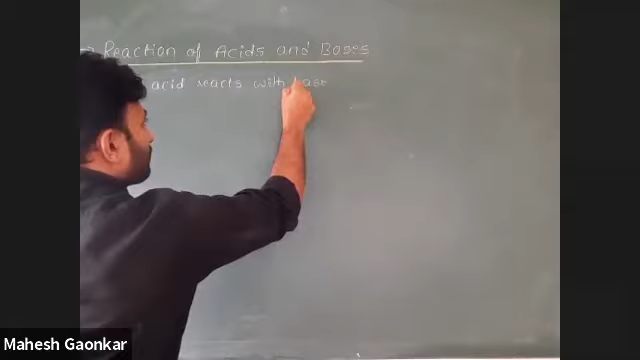 → Reaction of Acids and Bases
acid reacts with base
Mahesh Gaonkar